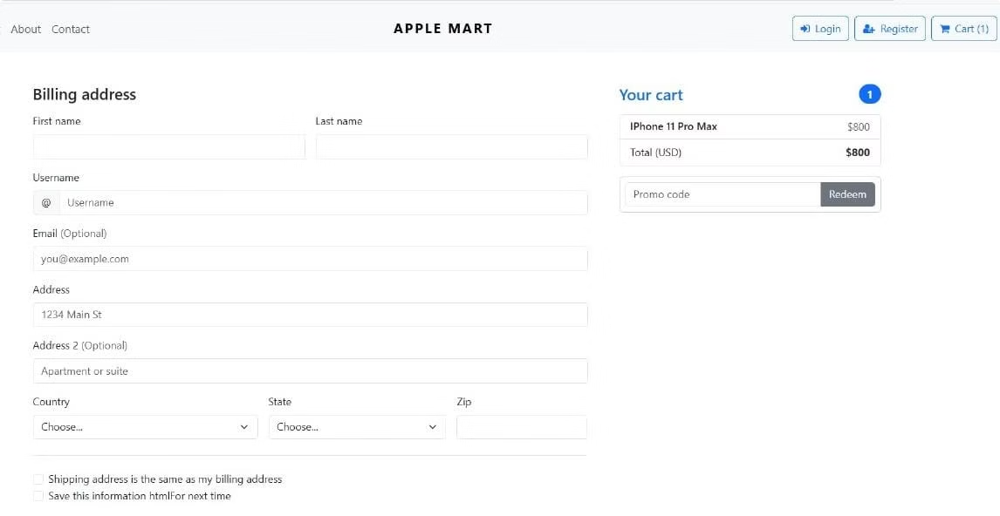 About Contact APPLE MART Login Register Cart (1)
Billing address
First name Last name
Username
@ Username
Email (Optional)
you@example.com
Address
1234 Main St
Address 2 (Optional)
Apartment or suite
Country State Zip
Choose... Choose...
Shipping address is the same as my billing address
Save this information htmlFor next time
Your cart 1
IPhone 11 Pro Max $800
Total (USD) $800
Promo code Redeem